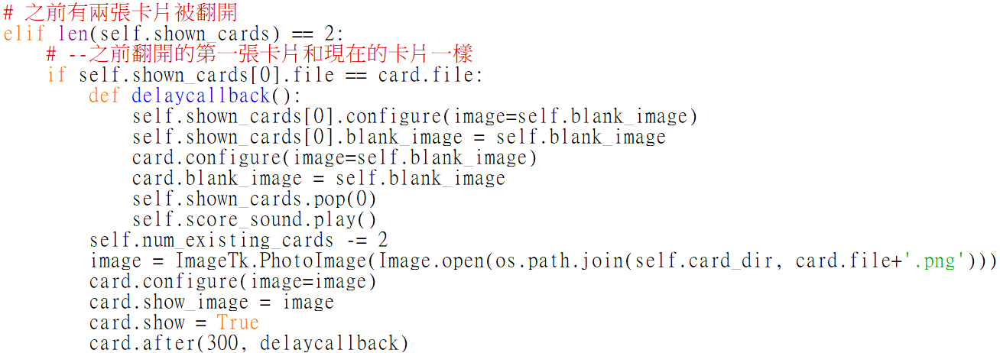 # 之前有兩張卡片被翻開
elif len(self.shown_cards) == 2:
    # --之前翻開的第一張卡片和現在的卡片一樣
    if self.shown_cards[0].file == card.file:
        def delaycallback():
            self.shown_cards[0].configure(image=self.blank_image)
            self.shown_cards[0].blank_image = self.blank_image
            card.configure(image=self.blank_image)
            card.blank_image = self.blank_image
            self.shown_cards.pop(0)
            self.score_sound.play()
        self.num_existing_cards -= 2
        image = ImageTk.PhotoImage(Image.open(os.path.join(self.card_dir, card.file+'.png')))
        card.configure(image=image)
        card.show_image = image
        card.show = True
        card.after(300, delaycallback)